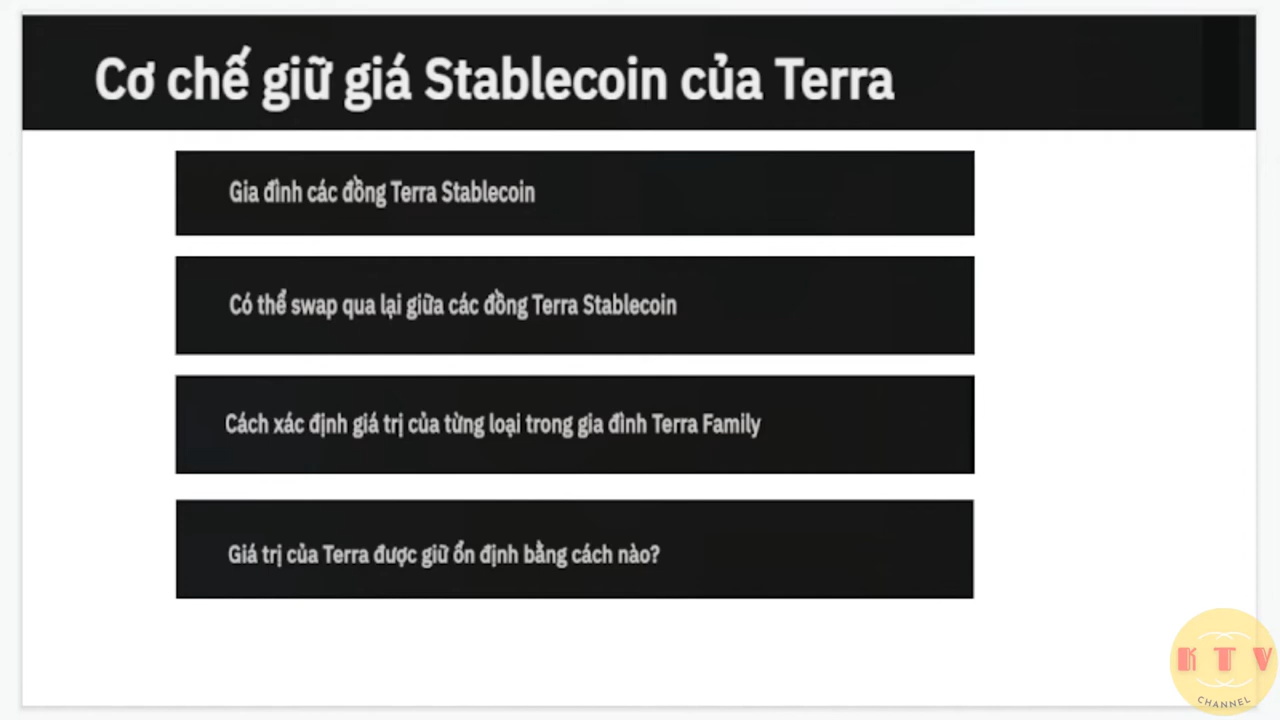 Cơ chế giữ giá Stablecoin của Terra
Gia đình các đồng Terra Stablecoin
Có thể swap qua lại giữa các đồng Terra Stablecoin
Cách xác định giá trị của từng loại trong gia đình Terra Family
Giá trị của Terra được giữ ổn định bằng cách nào?
KTV
CHANNEL